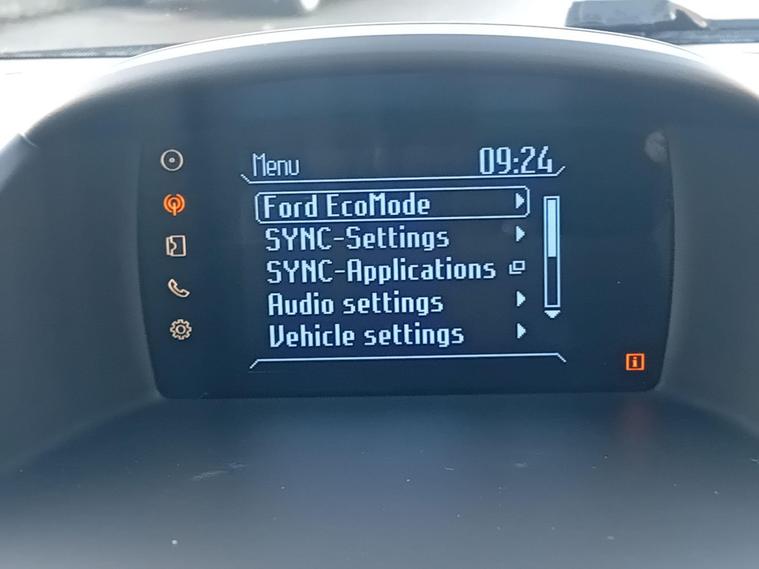 Menu 09:24
Ford EcoMode
SYNC-Settings
SYNC-Applications
Audio settings
Vehicle settings
i